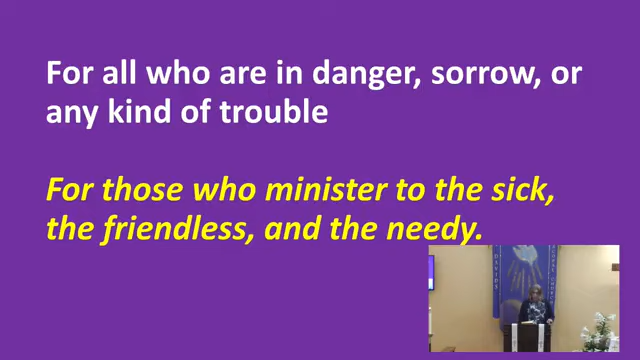 For all who are in danger, sorrow, or
any kind of trouble
For those who minister to the sick,
the friendless, and the needy.